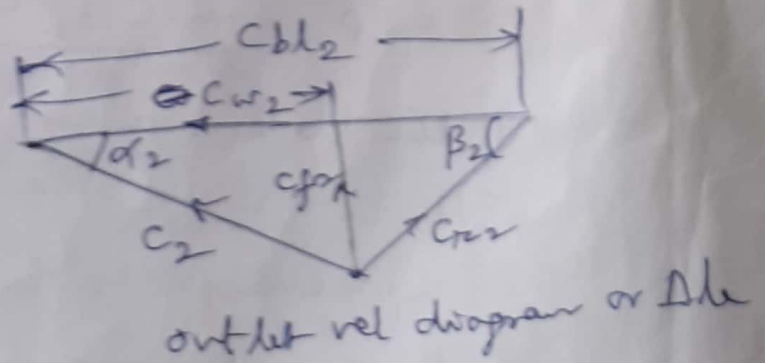 Cbl2
Cw2
α2
β2
Cf2
C2
Cr2
outlet vel diagram or Δle